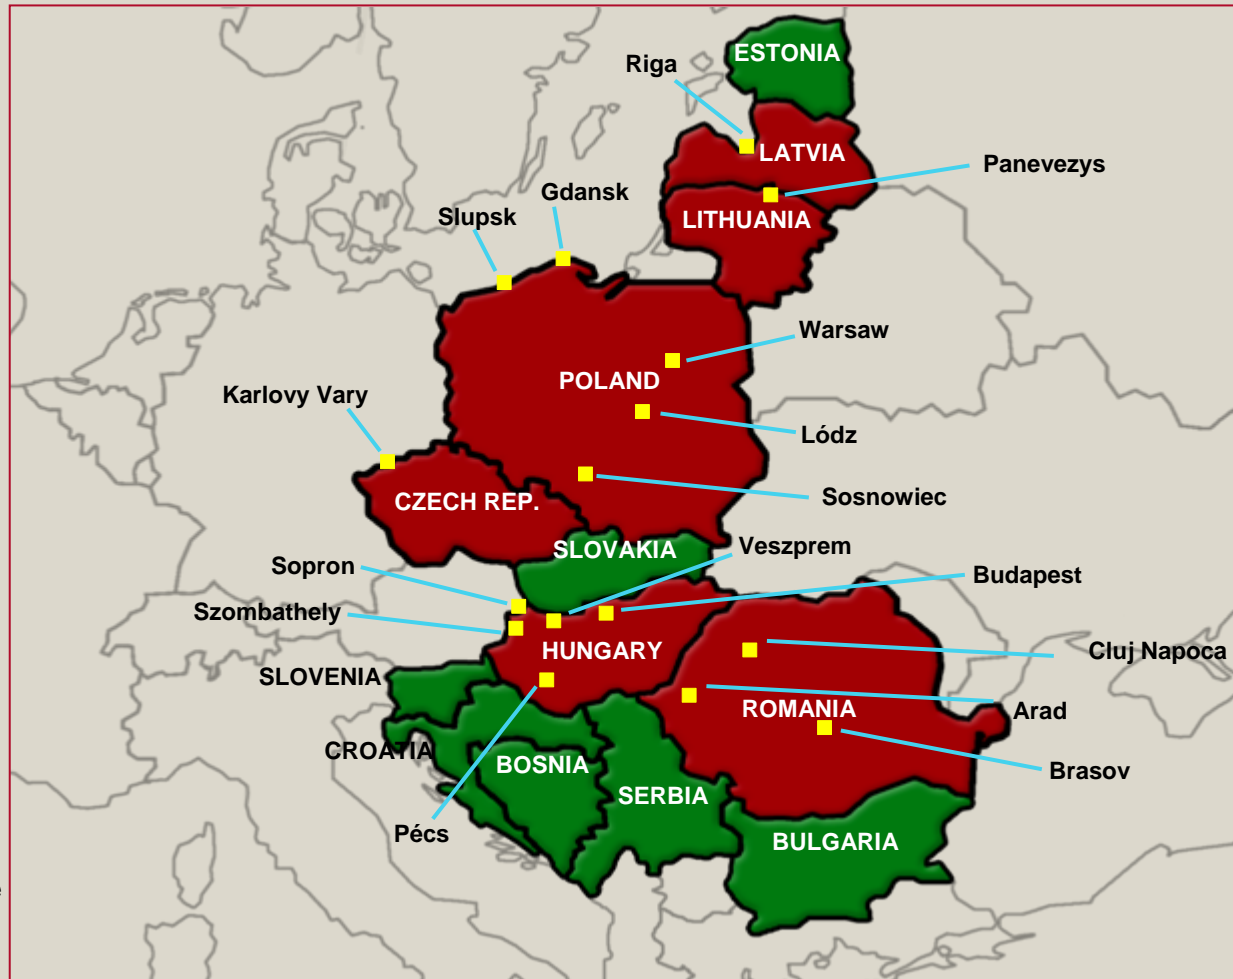 ESTONIA
Riga
LATVIA
Panevezys
Gdansk
LITHUANIA
Slupsk
Warsaw
POLAND
Karlovy Vary
Lódz
Sosnowiec
CZECH REP.
Veszprem
SLOVAKIA
Sopron
Budapest
Szombathely
HUNGARY
Cluj Napoca
SLOVENIA
ROMANIA
Arad
CROATIA
BOSNIA
Brasov
SERBIA
Pécs
BULGARIA